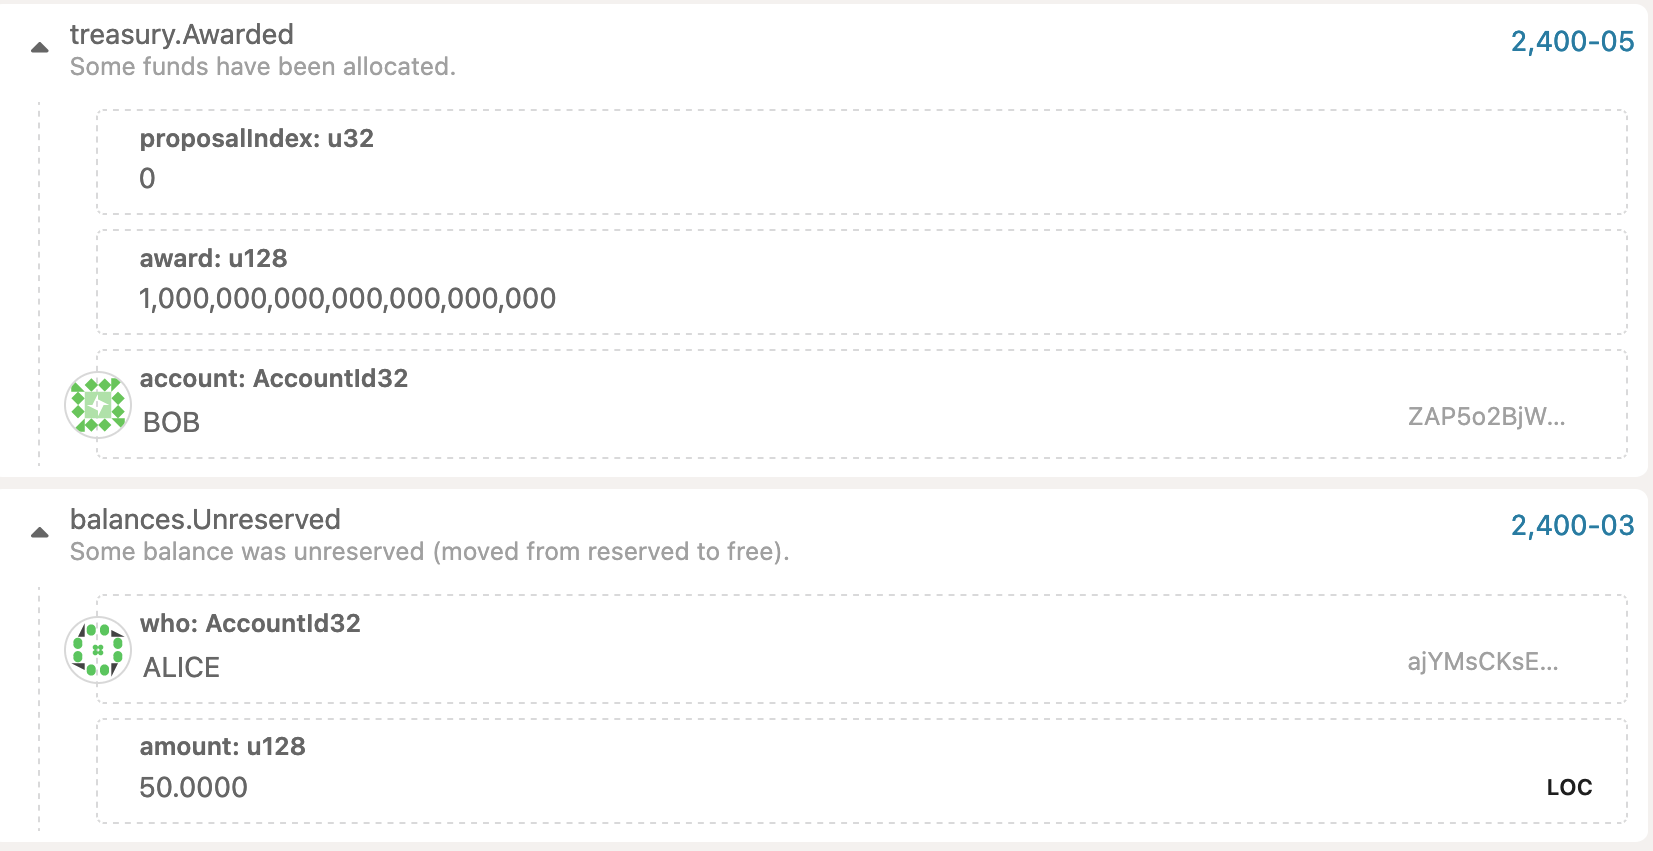 treasury.Awarded
2,400-05
Some funds have been allocated.
proposalIndex: u32
0
award: u128
1,000,000,000,000,000,000,000
account: AccountId32
BOB
ZAP5o2BjW...
balances.Unreserved
2,400-03
Some balance was unreserved (moved from reserved to free).
who: AccountId32
ALICE
ajYMsCKsE...
amount: u128
50.0000
LOC